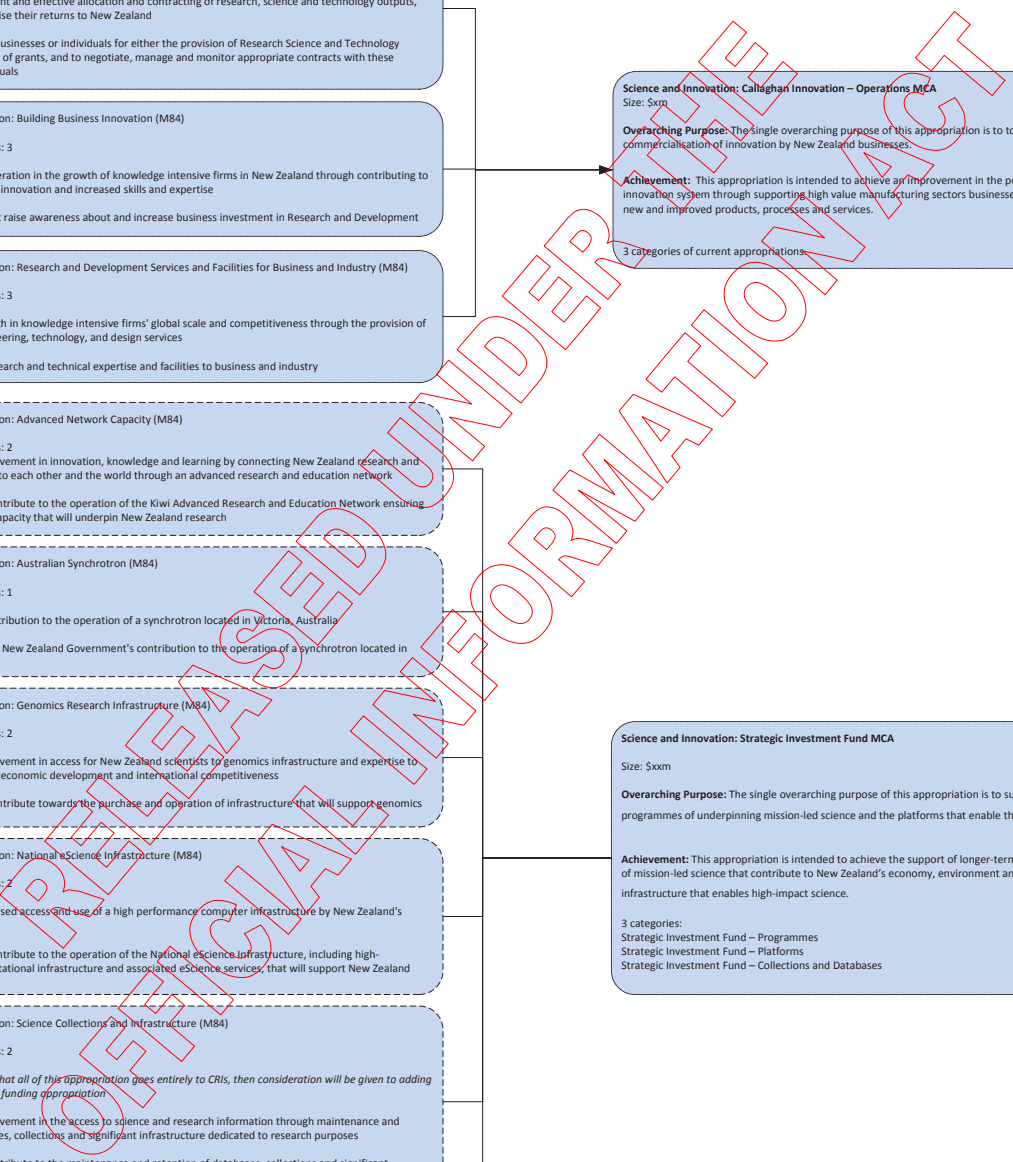 nt and effective allocation and contracting of research, science and technology outputs,
ise their returns to New Zealand
usinesses or individuals for either the provision of Research Science and Technology
of grants, and to negotiate, manage and monitor appropriate contracts with these
uals
on: Building Business Innovation (M84)
s: 3
eration in the growth of knowledge intensive firms in New Zealand through contributing to
innovation and increased skills and expertise
t raise awareness about and increase business investment in Research and Development
on: Research and Development Services and Facilities for Business and Industry (M84)
s: 3
th in knowledge intensive firms' global scale and competitiveness through the provision of
eering, technology, and design services
earch and technical expertise and facilities to business and industry
on: Advanced Network Capacity (M84)
s: 2
vement in innovation, knowledge and learning by connecting New Zealand research and
to each other and the world through an advanced research and education network
ntribute to the operation of the Kiwi Advanced Research and Education Network ensuring
apacity that will underpin New Zealand research
on: Australian Synchrotron (M84)
s: 1
tribution to the operation of a synchrotron located in Victoria, Australia
New Zealand Government's contribution to the operation of a synchrotron located in
on: Genomics Research Infrastructure (M84)
s: 2
vement in access for New Zealand scientists to genomics infrastructure and expertise to
economic development and international competitiveness
ntribute towards the purchase and operation of infrastructure that will support genomics
on: National eScience Infrastructure (M84)
s: 2
sed access and use of a high performance computer infrastructure by New Zealand's
ntribute to the operation of the National eScience Infrastructure, including high-
tational infrastructure and associated eScience services, that will support New Zealand
on: Science Collections and Infrastructure (M84)
s: 2
hat all of this appropriation goes entirely to CRIs, then consideration will be given to adding
funding appropriation
vement in the access to science and research information through maintenance and
es, collections and significant infrastructure dedicated to research purposes
tribute to the maintenance and retention of databases, collections and significant
Science and Innovation: Callaghan Innovation – Operations MCA
Size: $xm
Overarching Purpose: The single overarching purpose of this appropriation is to to
commercialisation of innovation by New Zealand businesses.
Achievement: This appropriation is intended to achieve an improvement in the pe
innovation system through supporting high value manufacturing sectors businesse
new and improved products, processes and services.
3 categories of current appropriations.
Science and Innovation: Strategic Investment Fund MCA
Size: $xxm
Overarching Purpose: The single overarching purpose of this appropriation is to su
programmes of underpinning mission-led science and the platforms that enable th
Achievement: This appropriation is intended to achieve the support of longer-term
of mission-led science that contribute to New Zealand's economy, environment an
infrastructure that enables high-impact science.
3 categories:
Strategic Investment Fund – Programmes
Strategic Investment Fund – Platforms
Strategic Investment Fund – Collections and Databases
RELEASED UNDER THE
OFFICIAL INFORMATION ACT